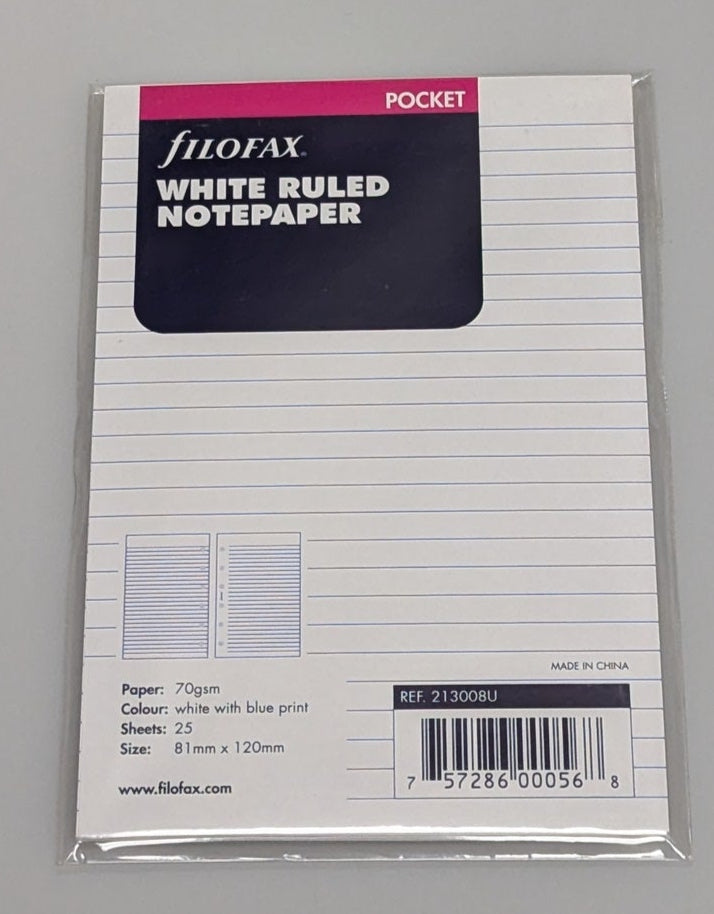 POCKET
fILOFAX
WHITE RULED
NOTEPAPER
MADE IN CHINA
Paper: 70gsm
Colour: white with blue print
Sheets: 25
Size: 81mm x 120mm
www.filofax.com
REF. 213008U
7 57286 00056 8